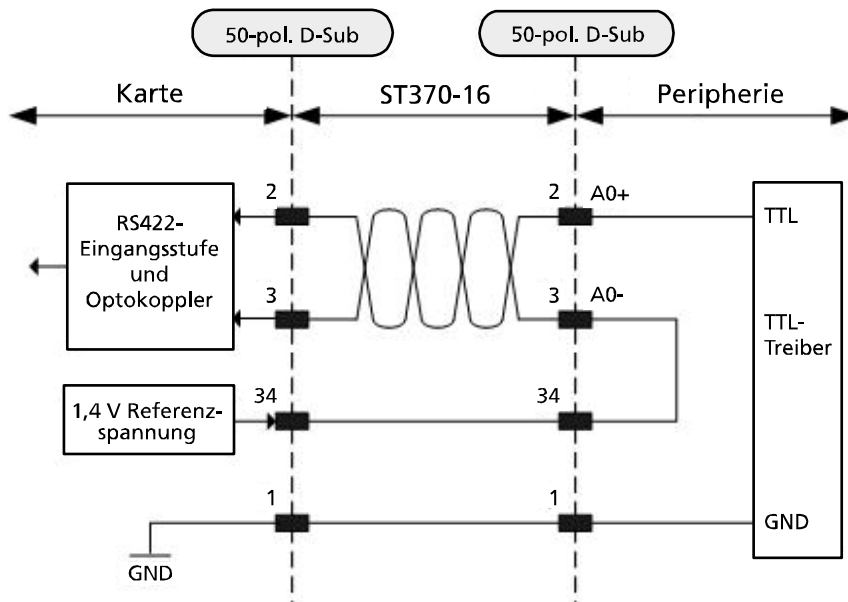 50-pol. D-Sub
50-pol. D-Sub
Karte
ST370-16
Peripherie
RS422-
Eingangsstufe
und
Optokoppler
2
2
A0+
TTL
3
3
A0-
TTL-
Treiber
1,4 V Referenz-
spannung
34
34
1
1
GND
GND